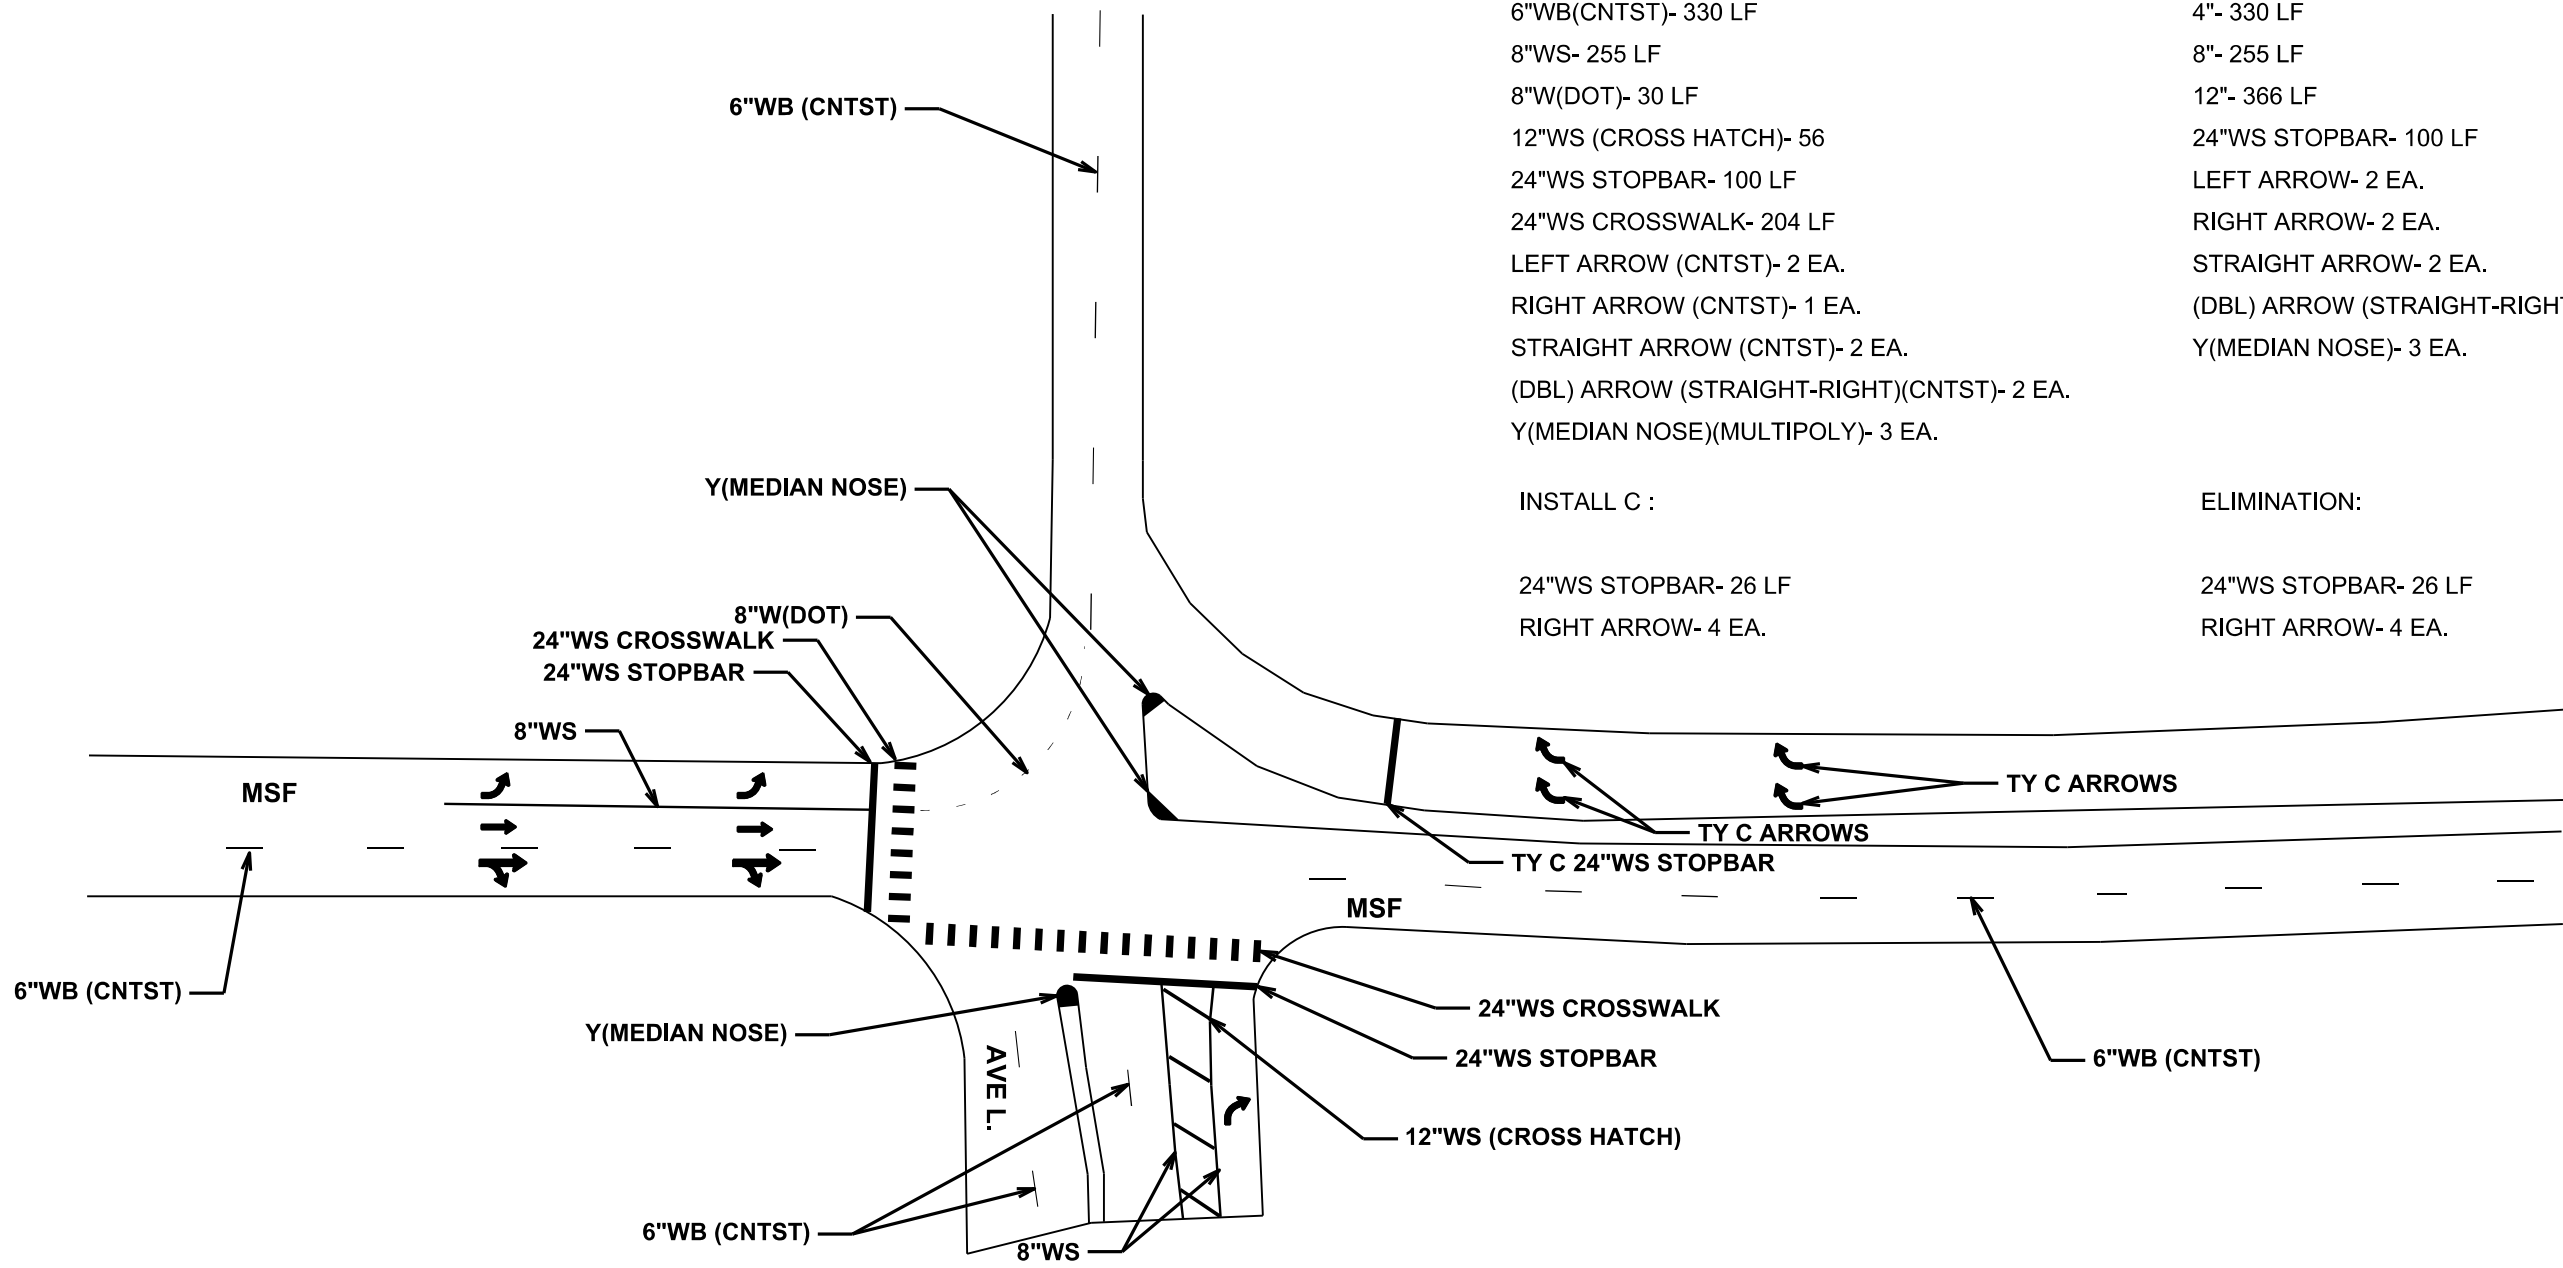 6"WB(CNTST)- 330 LF
8"WS- 255 LF
8"W(DOT)- 30 LF
12"WS (CROSS HATCH)- 56
24"WS STOPBAR- 100 LF
24"WS CROSSWALK- 204 LF
LEFT ARROW (CNTST)- 2 EA.
RIGHT ARROW (CNTST)- 1 EA.
STRAIGHT ARROW (CNTST)- 2 EA.
(DBL) ARROW (STRAIGHT-RIGHT)(CNTST)- 2 EA.
Y(MEDIAN NOSE)(MULTIPOLY)- 3 EA.
INSTALL C :
24"WS STOPBAR- 26 LF
RIGHT ARROW- 4 EA.
4"- 330 LF
8"- 255 LF
12"- 366 LF
24"WS STOPBAR- 100 LF
LEFT ARROW- 2 EA.
RIGHT ARROW- 2 EA.
STRAIGHT ARROW- 2 EA.
(DBL) ARROW (STRAIGHT-RIGHT
Y(MEDIAN NOSE)- 3 EA.
ELIMINATION:
24"WS STOPBAR- 26 LF
RIGHT ARROW- 4 EA.
6"WB (CNTST)
Y(MEDIAN NOSE)
8"W(DOT)
24"WS CROSSWALK
24"WS STOPBAR
8"WS
MSF
TY C ARROWS
TY C ARROWS
TY C 24"WS STOPBAR
MSF
6"WB (CNTST)
24"WS CROSSWALK
Y(MEDIAN NOSE)
24"WS STOPBAR
6"WB (CNTST)
AVE L.
12"WS (CROSS HATCH)
6"WB (CNTST)
8"WS